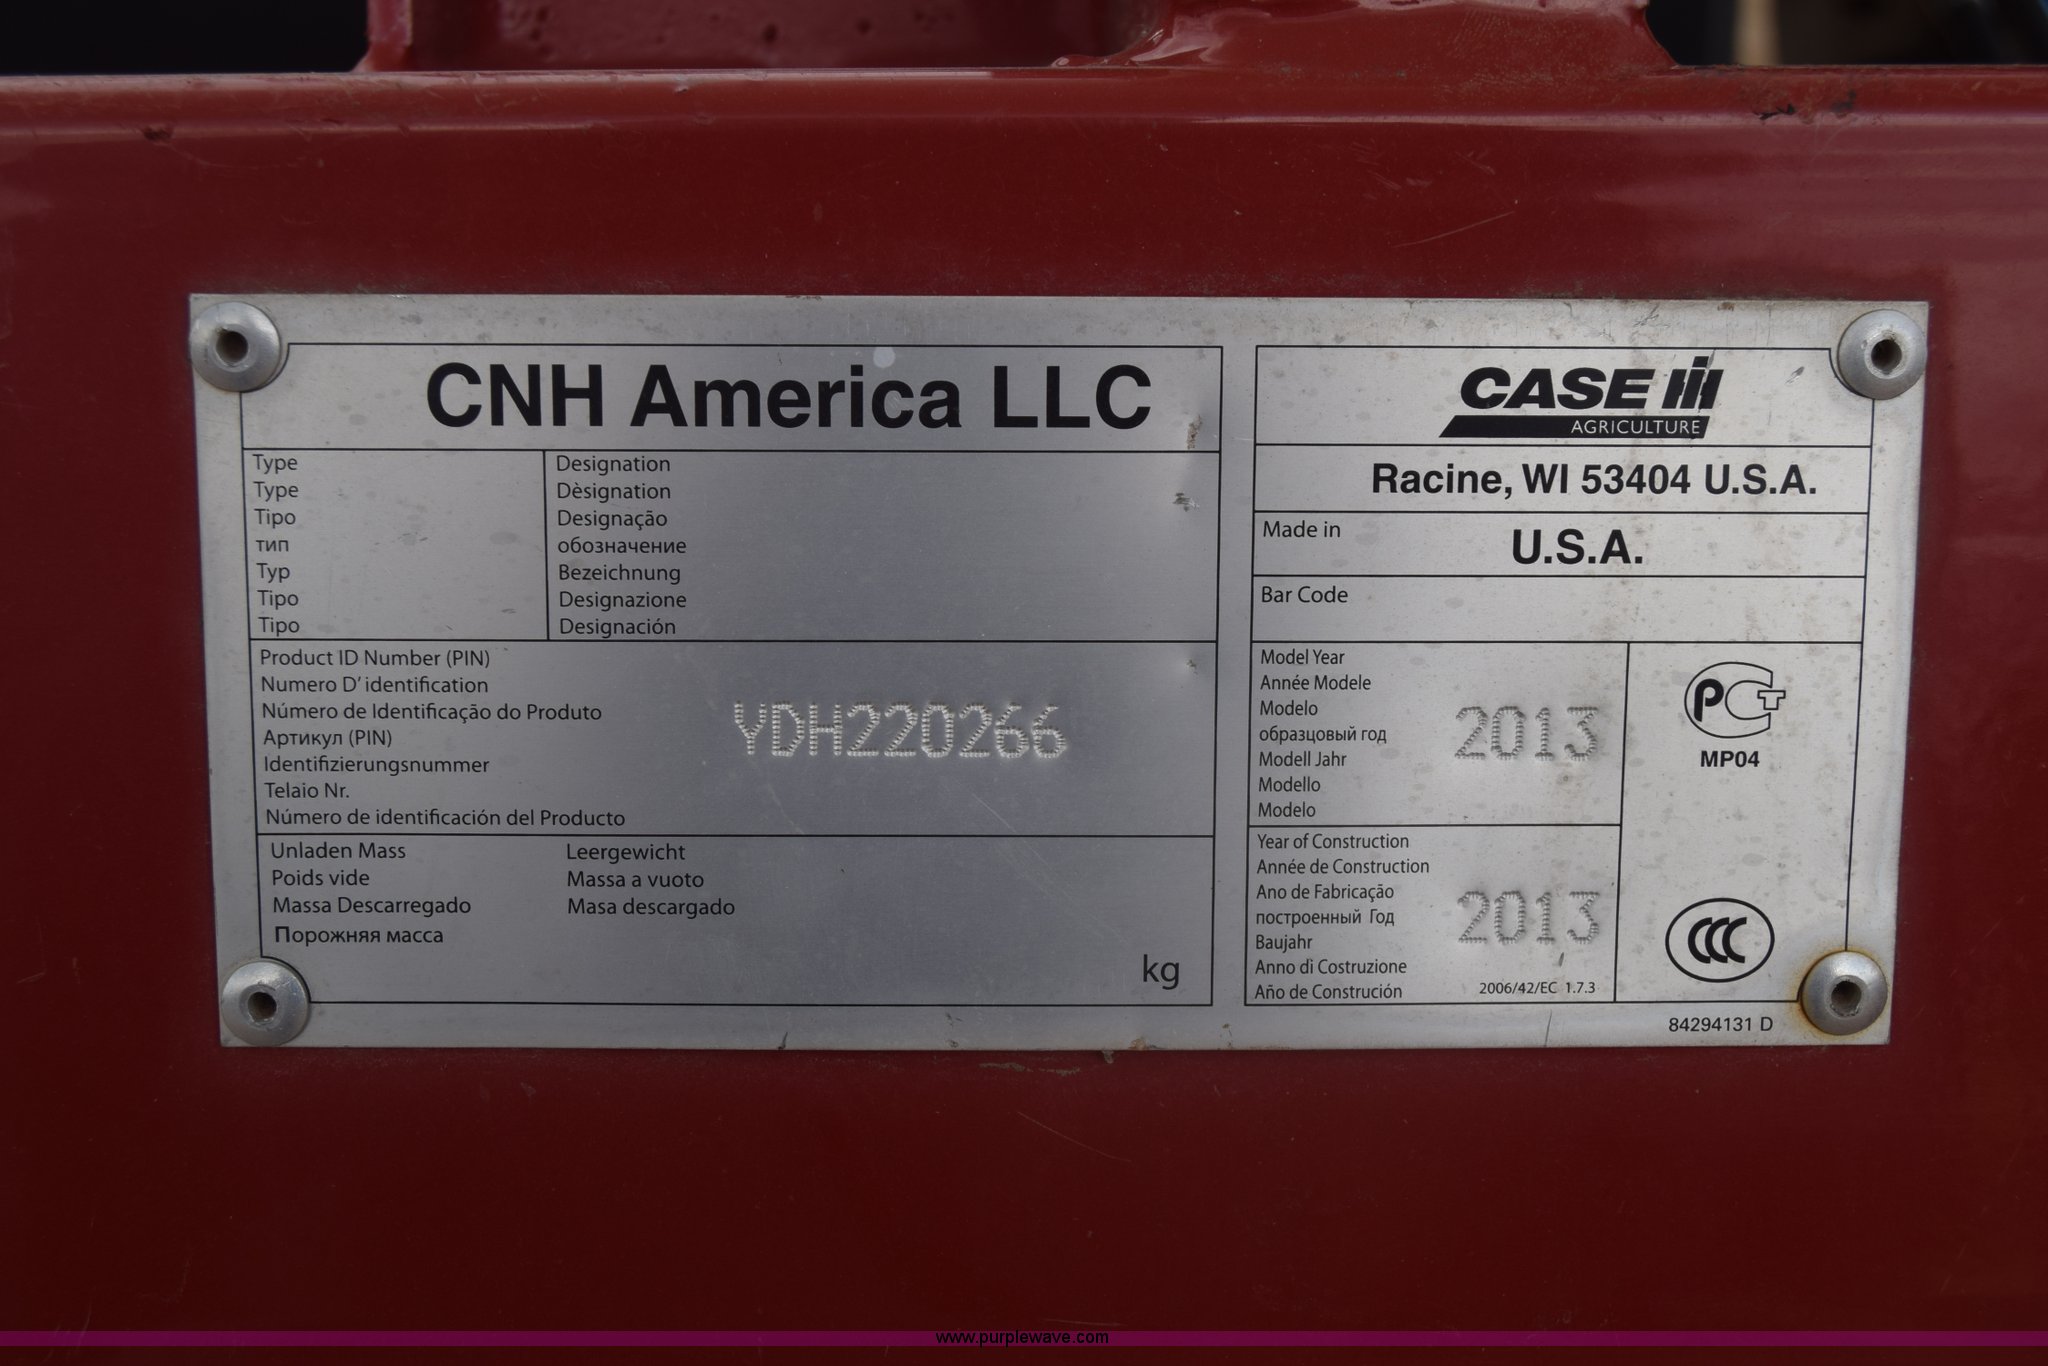 CNH America LLC
Type
Type
Tipo
тип
Typ
Tipo
Tipo
Designation
Dèsignation
Designação
обозначение
Bezeichnung
Designazione
Designación
Product ID Number (PIN)
Numero D' identification
Número de Identificação do Produto
Артикул (PIN)
Identifizierungsnummer
Telaio Nr.
Número de identificación del Producto
YDH220266
Unladen Mass
Poids vide
Massa Descarregado
Порожняя масса
Leergewicht
Massa a vuoto
Masa descargado
kg
CASE IH
AGRICULTURE
Racine, WI 53404 U.S.A.
Made in
U.S.A.
Bar Code
Model Year
Année Modele
Modelo
образцовый год
Modell Jahr
Modello
Modelo
2013
Year of Construction
Année de Construction
Ano de Fabricação
построенный Год
Baujahr
Anno di Costruzione
Año de Construción
2013
2006/42/EC 1.7.3
PCT
MP04
CCC
84294131 D
www.purplewave.com